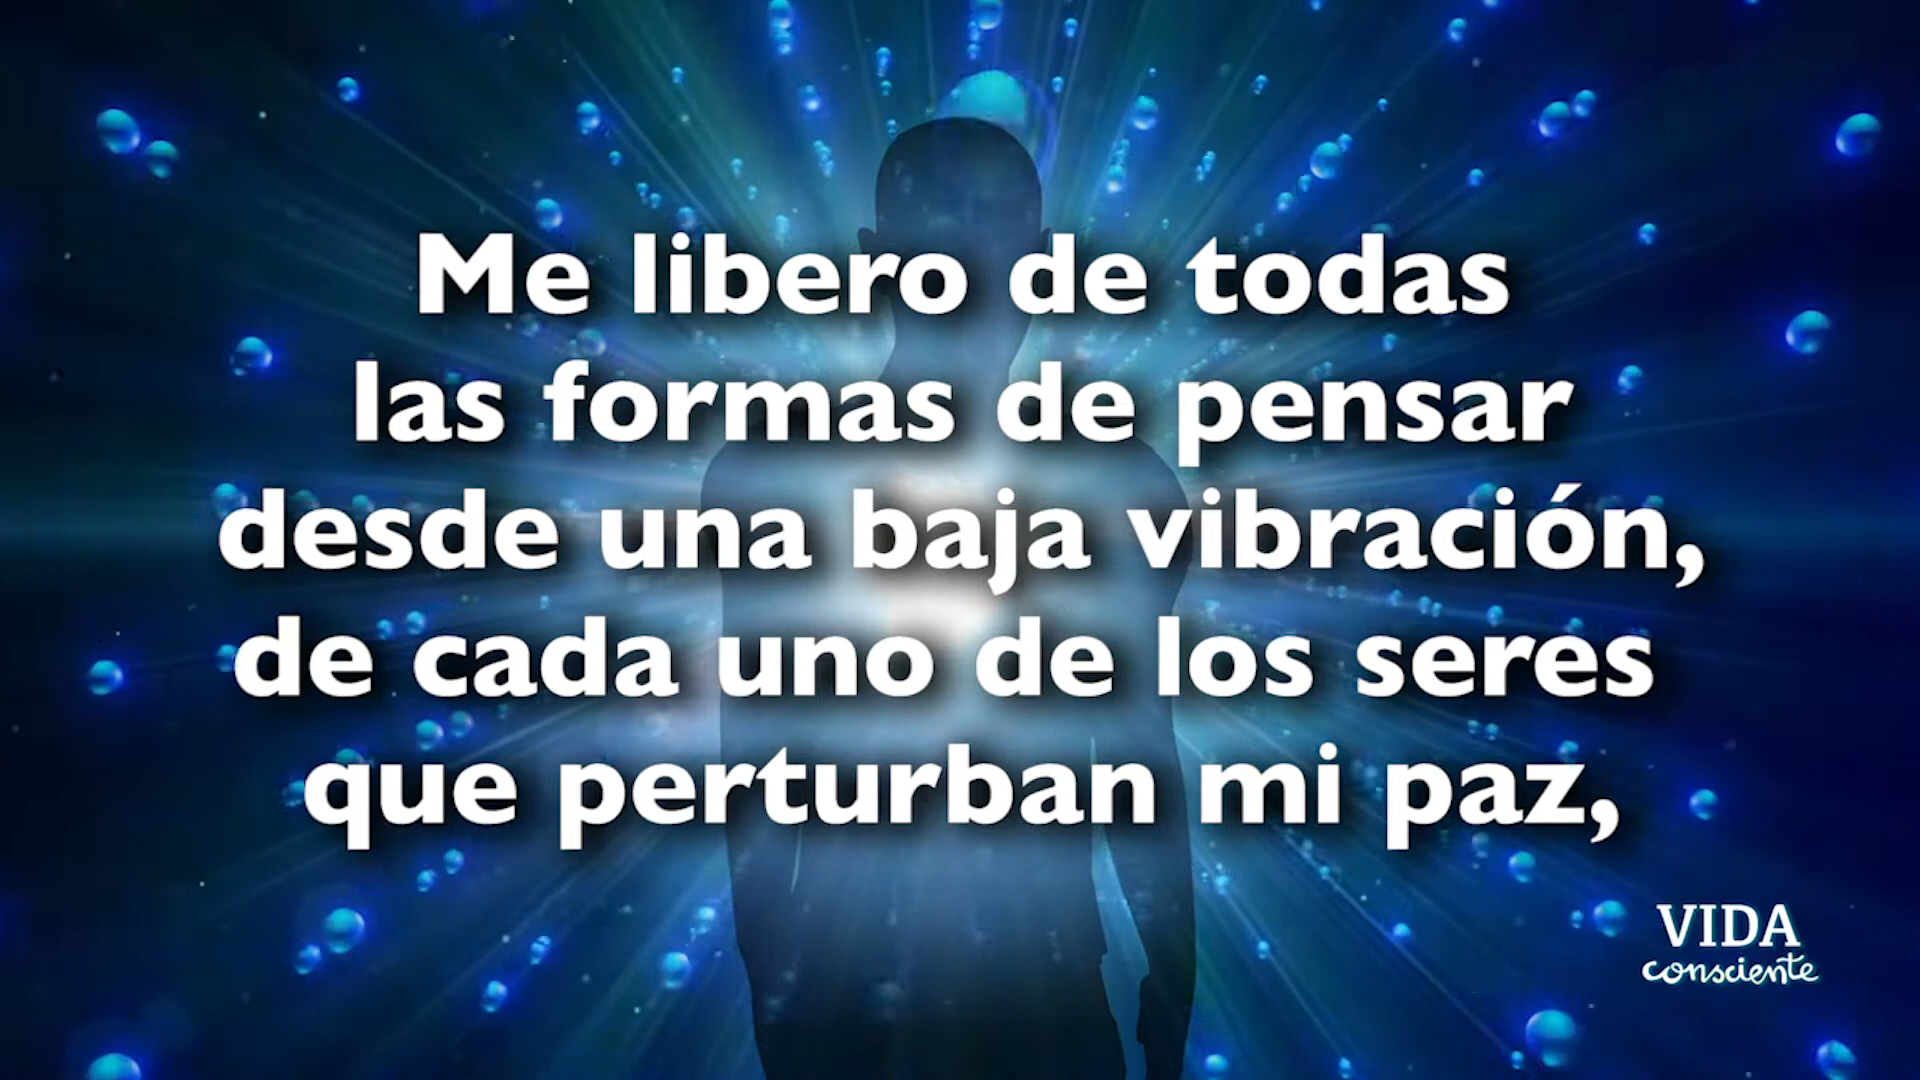 Me libero de todas
las formas de pensar
desde una baja vibración,
de cada uno de los seres
que perturban mi paz,
VIDA
consciente